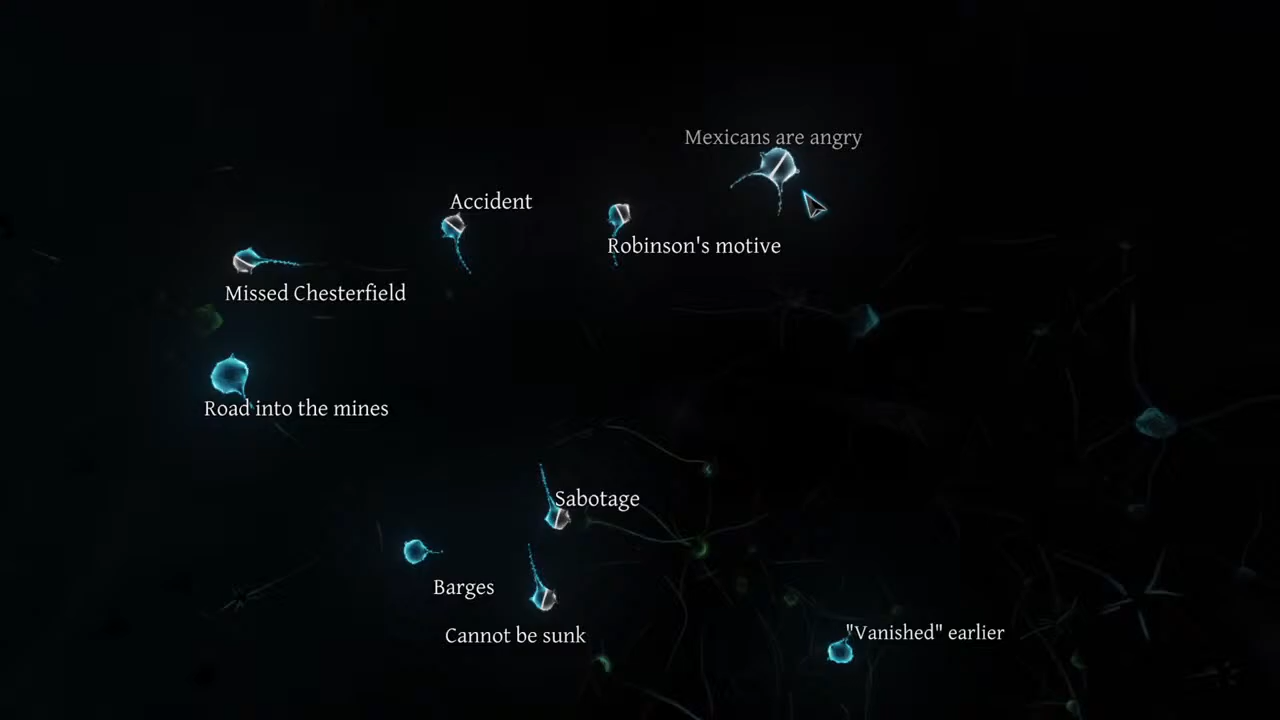 Mexicans are angry
Accident
Robinson's motive
Missed Chesterfield
Road into the mines
Sabotage
Barges
Cannot be sunk
"Vanished" earlier